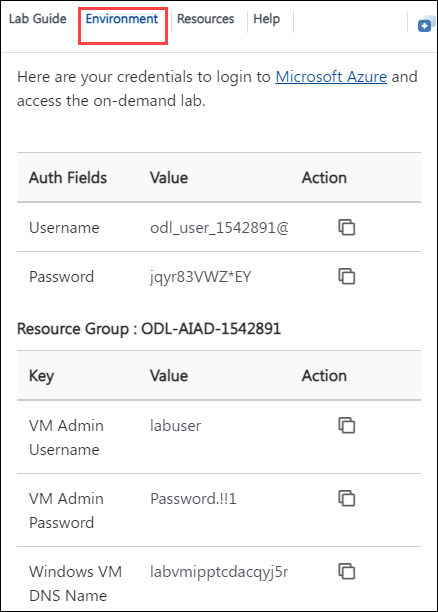 Lab Guide Environment Resources Help
Here are your credentials to login to Microsoft Azure and
access the on-demand lab.
Auth Fields Value Action
Username odl_user_1542891@
Password jqyr83VWZ*EY
Resource Group : ODL-AIAD-1542891
Key Value Action
VM Admin
Username
labuser
VM Admin
Password
Password.!!1
Windows VM
DNS Name
labvmipptcdacqyj5r